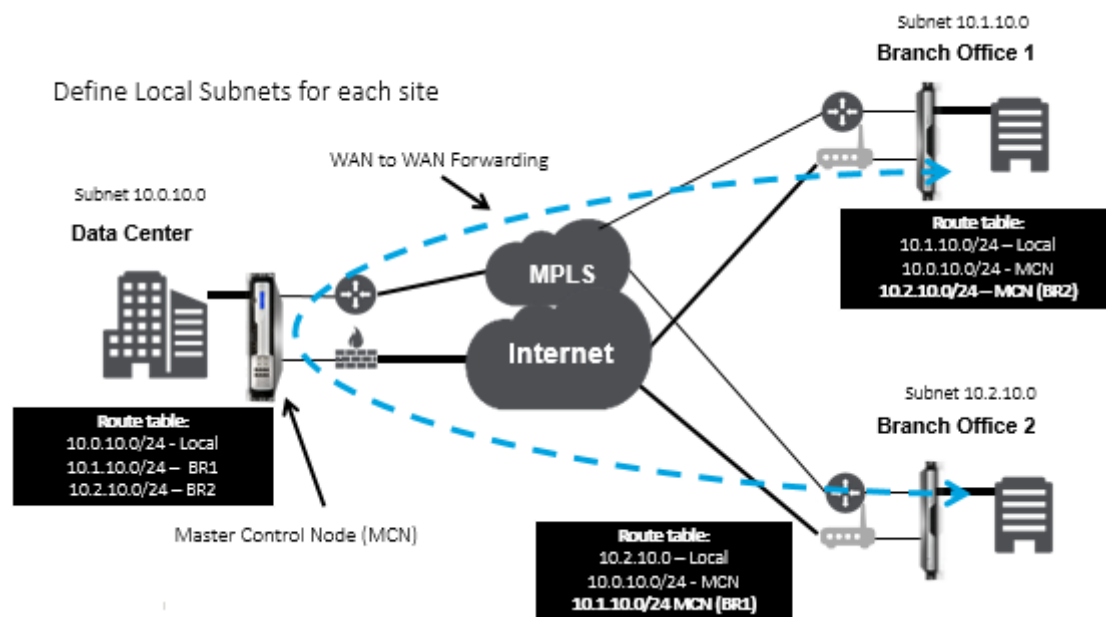 Subnet 10.1.10.0
Branch Office 1
Define Local Subnets for each site
WAN to WAN Forwarding
Subnet 10.0.10.0
Data Center
MPLS
Internet
Route table:
10.1.10.0/24 – Local
10.0.10.0/24 - MCN
10.2.10.0/24 – MCN (BR2)
Subnet 10.2.10.0
Branch Office 2
Route table:
10.0.10.0/24 - Local
10.1.10.0/24 – BR1
10.2.10.0/24 – BR2
Master Control Node (MCN)
Route table:
10.2.10.0 – Local
10.0.10.0/24 - MCN
10.1.10.0/24 MCN (BR1)